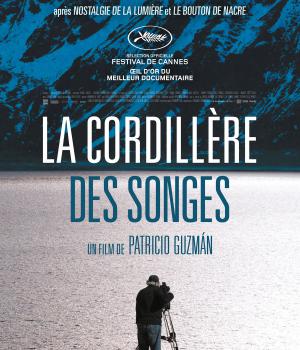 après NOSTALGIE DE LA LUMIÈRE et LE BOUTON DE NACRE
SÉLECTION OFFICIELLE
FESTIVAL DE CANNES
ŒIL D'OR DU
MEILLEUR DOCUMENTAIRE
LA CORDILLÈRE
DES SONGES
UN FILM DE PATRICIO GUZMÁN